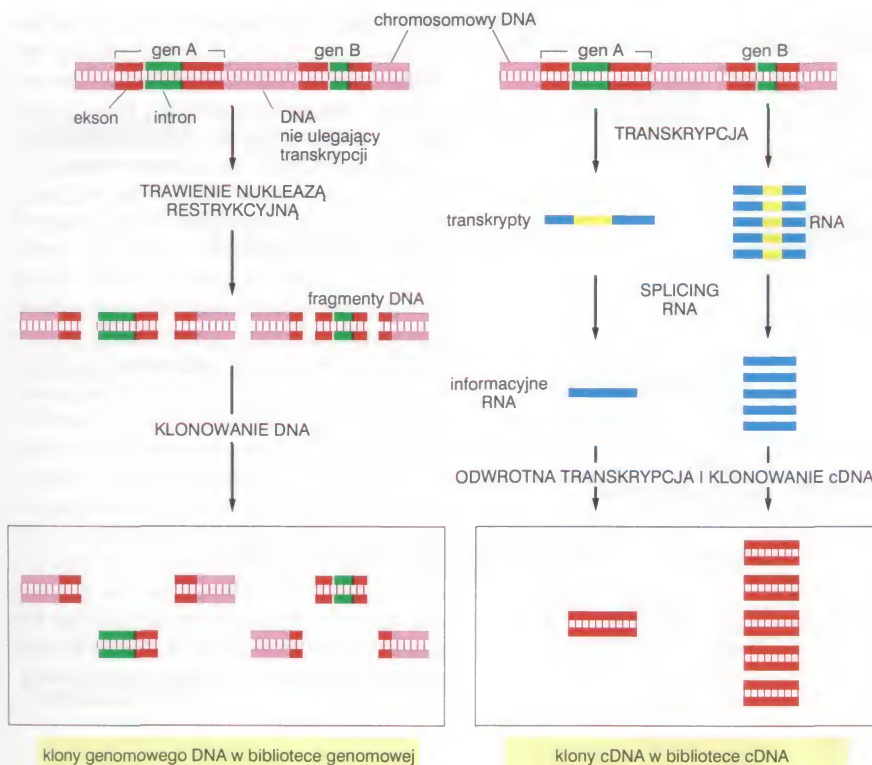 chromosomowy DNA
gen A
gen B
ekson
intron
DNA
nie ulegający
transkrypcji
TRAWIENIE NUKLEAZĄ
RESTRYKCYJNĄ
fragmenty DNA
KLONOWANIE DNA
klony genomowego DNA w bibliotece genomowej
gen A
gen B
TRANSKRYPCJA
transkrypty
RNA
SPLICING
RNA
informacyjne
RNA
ODWROTNA TRANSKRYPCJA I KLONOWANIE cDNA
klony cDNA w bibliotece cDNA